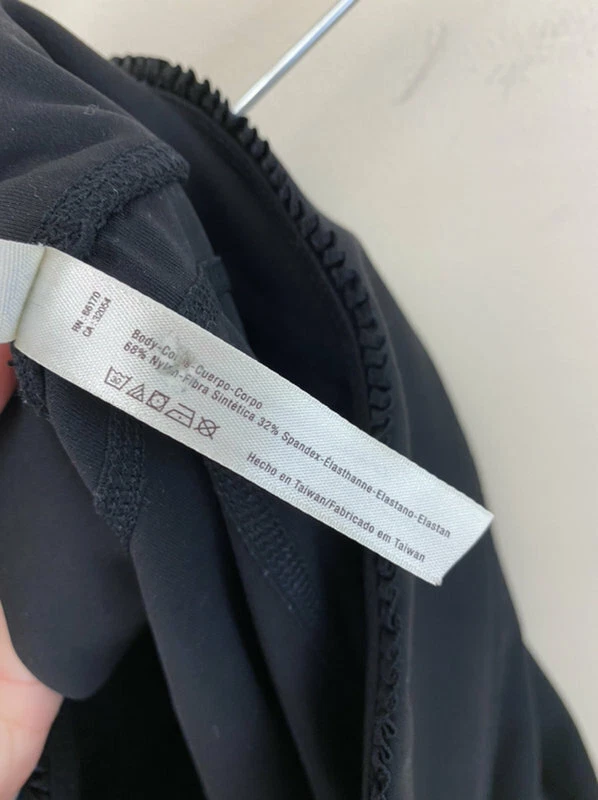 RN-66170
CA-32054
Body-Corps-Cuerpo-Corpo
68% Nylon-Fibra Sintética 32% Spandex-Élasthanne-Elastano-Elastan
Hecho en Taiwan/Fabricado em Taiwan